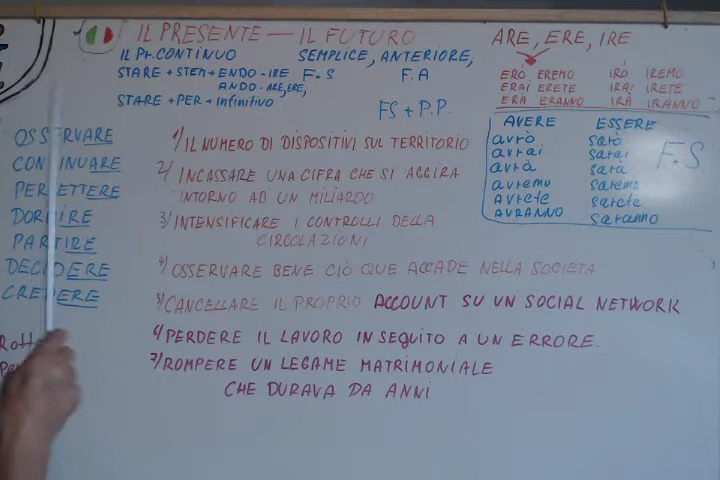 IL PRESENTE — IL FUTURO
IL Pr. CONTINUO
SEMPLICE, ANTERIORE,
STARE + STEM + ENDO - IRE
F.S
F.A
ANDO - ARE, ERE,
STARE + PER + Infinitivo
FS + P.P.
ARE, ERE, IRE
ERÒ EREMO
IRÒ IREMO
ERAI ERETE
IRAI IRETE
ERÀ ERANNO
IRÀ IRANNO
AVERE ESSERE
avrò sarò
avrai sarai
avrà sarà
avremo saremo
avrete sarete
AVRANNO saranno
F.S
OSSERVARE
CONTINUARE
PERMETTERE
DORMIRE
PARTIRE
DECIDERE
CREDERE
1/ IL NUMERO DI DISPOSITIVI SUL TERRITORIO
2/ INCASSARE UNA CIFRA CHE SI AGGIRA
INTORNO AD UN MILIARDO
3/ INTENSIFICARE I CONTROLLI DELLA
CIRCOLAZIONI
4/ OSSERVARE BENE CIÒ QUE ACCADE NELLA SOCIETÀ
5/ CANCELLARE IL PROPRIO ACCOUNT SU UN SOCIAL NETWORK
6/ PERDERE IL LAVORO IN SEGUITO A UN ERRORE.
7/ ROMPERE UN LEGAME MATRIMONIALE
CHE DURAVA DA ANNI